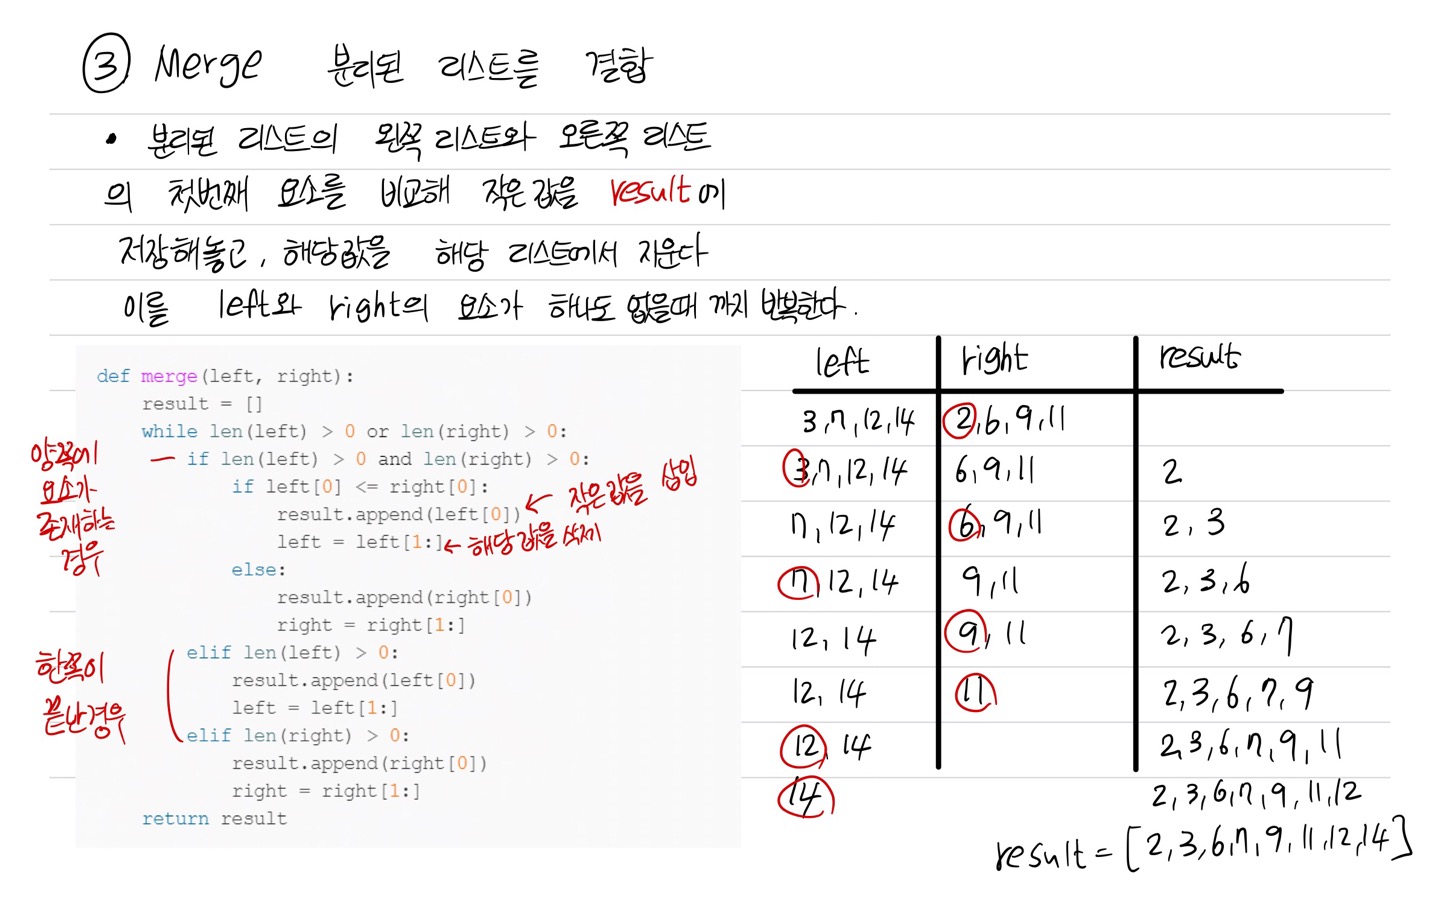 ③ Merge 분리된 리스트를 결합
• 분리된 리스트의 왼쪽 리스트와 오른쪽 리스트
의 첫번째 요소를 비교해 작은 값을 result에
저장해놓고, 해당값을 해당 리스트에서 지운다
이를 left와 right의 요소가 하나도 없을때 까지 반복한다.
def merge(left, right):
result = []
while len(left) > 0 or len(right) > 0:
if len(left) > 0 and len(right) > 0:
if left[0] <= right[0]:
result.append(left[0]) ← 작은 값을 삽입
left = left[1:] ← 해당 값을 삭제
else:
result.append(right[0])
right = right[1:]
elif len(left) > 0:
result.append(left[0])
left = left[1:]
elif len(right) > 0:
result.append(right[0])
right = right[1:]
return result
양쪽에
요소가
존재하는
경우
한쪽이
끝난경우
left right result
3,7,12,14 2,6,9,11
3,7,12,14 6,9,11 2
7,12,14 6,9,11 2,3
7,12,14 9,11 2,3,6
12,14 9,11 2,3,6,7
12,14 11 2,3,6,7,9
12,14 2,3,6,7,9,11
14 2,3,6,7,9,11,12
result = [2,3,6,7,9,11,12,14]